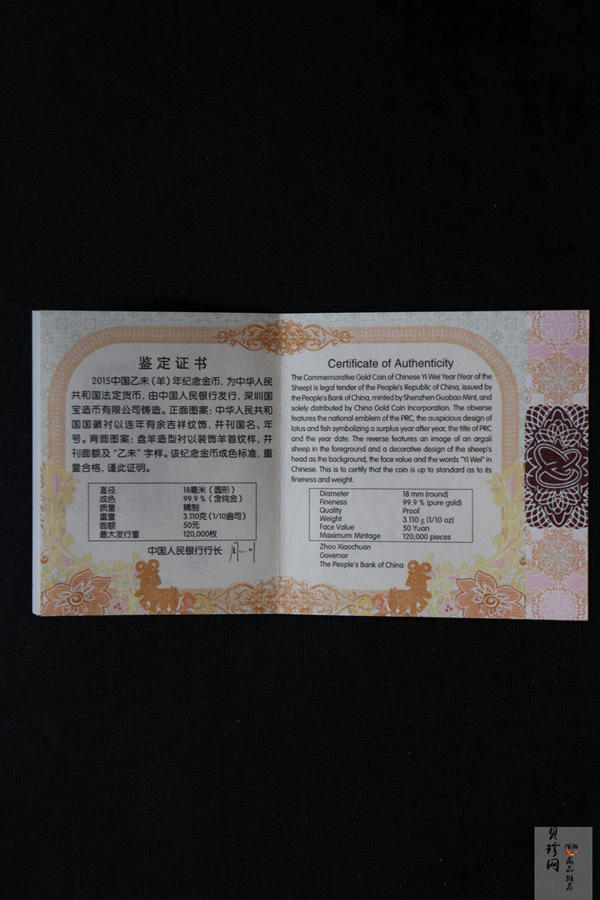 鉴定证书
2015中国乙未（羊）年纪念金币，为中华人民
共和国法定货币，由中国人民银行发行，深圳国
宝造币有限公司铸造。正面图案：中华人民共和
国国徽衬以连年有余吉祥纹饰，并刊国名、年
号。背面图案：盘羊造型衬以装饰羊首纹样，并
刊面额及“乙未”字样。该纪念金币成色标准，重
量合格，谨此证明。
直径 18毫米（圆形）
成色 99.9％（含纯金）
质量 精制
重量 3.110克（1/10盎司）
面额 50元
最大发行量 120,000枚
中国人民银行行长
Certificate of Authenticity
The Commemorative Gold Coin of Chinese Yi Wei Year (Year of the
Sheep) is legal tender of the People's Republic of China, issued by
the People's Bank of China, minted by Shenzhen Guobao Mint, and
solely distributed by China Gold Coin Incorporation. The obverse
features the national emblem of the PRC, the auspicious design of
lotus and fish symbolizing a surplus year after year, the title of PRC
and the year date. The reverse features an image of an argali
sheep in the foreground and a decorative design of the sheep's
head as the background, the face value and the words "Yi Wei" in
Chinese. This is to certify that the coin is up to standard as to its
fineness and weight.
Diameter 18 mm (round)
Fineness 99.9 % (pure gold)
Quality Proof
Weight 3.110 g (1/10 oz)
Face Value 50 Yuan
Maximum Mintage 120,000 pieces
Zhou Xiaochuan
Governor
The People's Bank of China
贝珍网